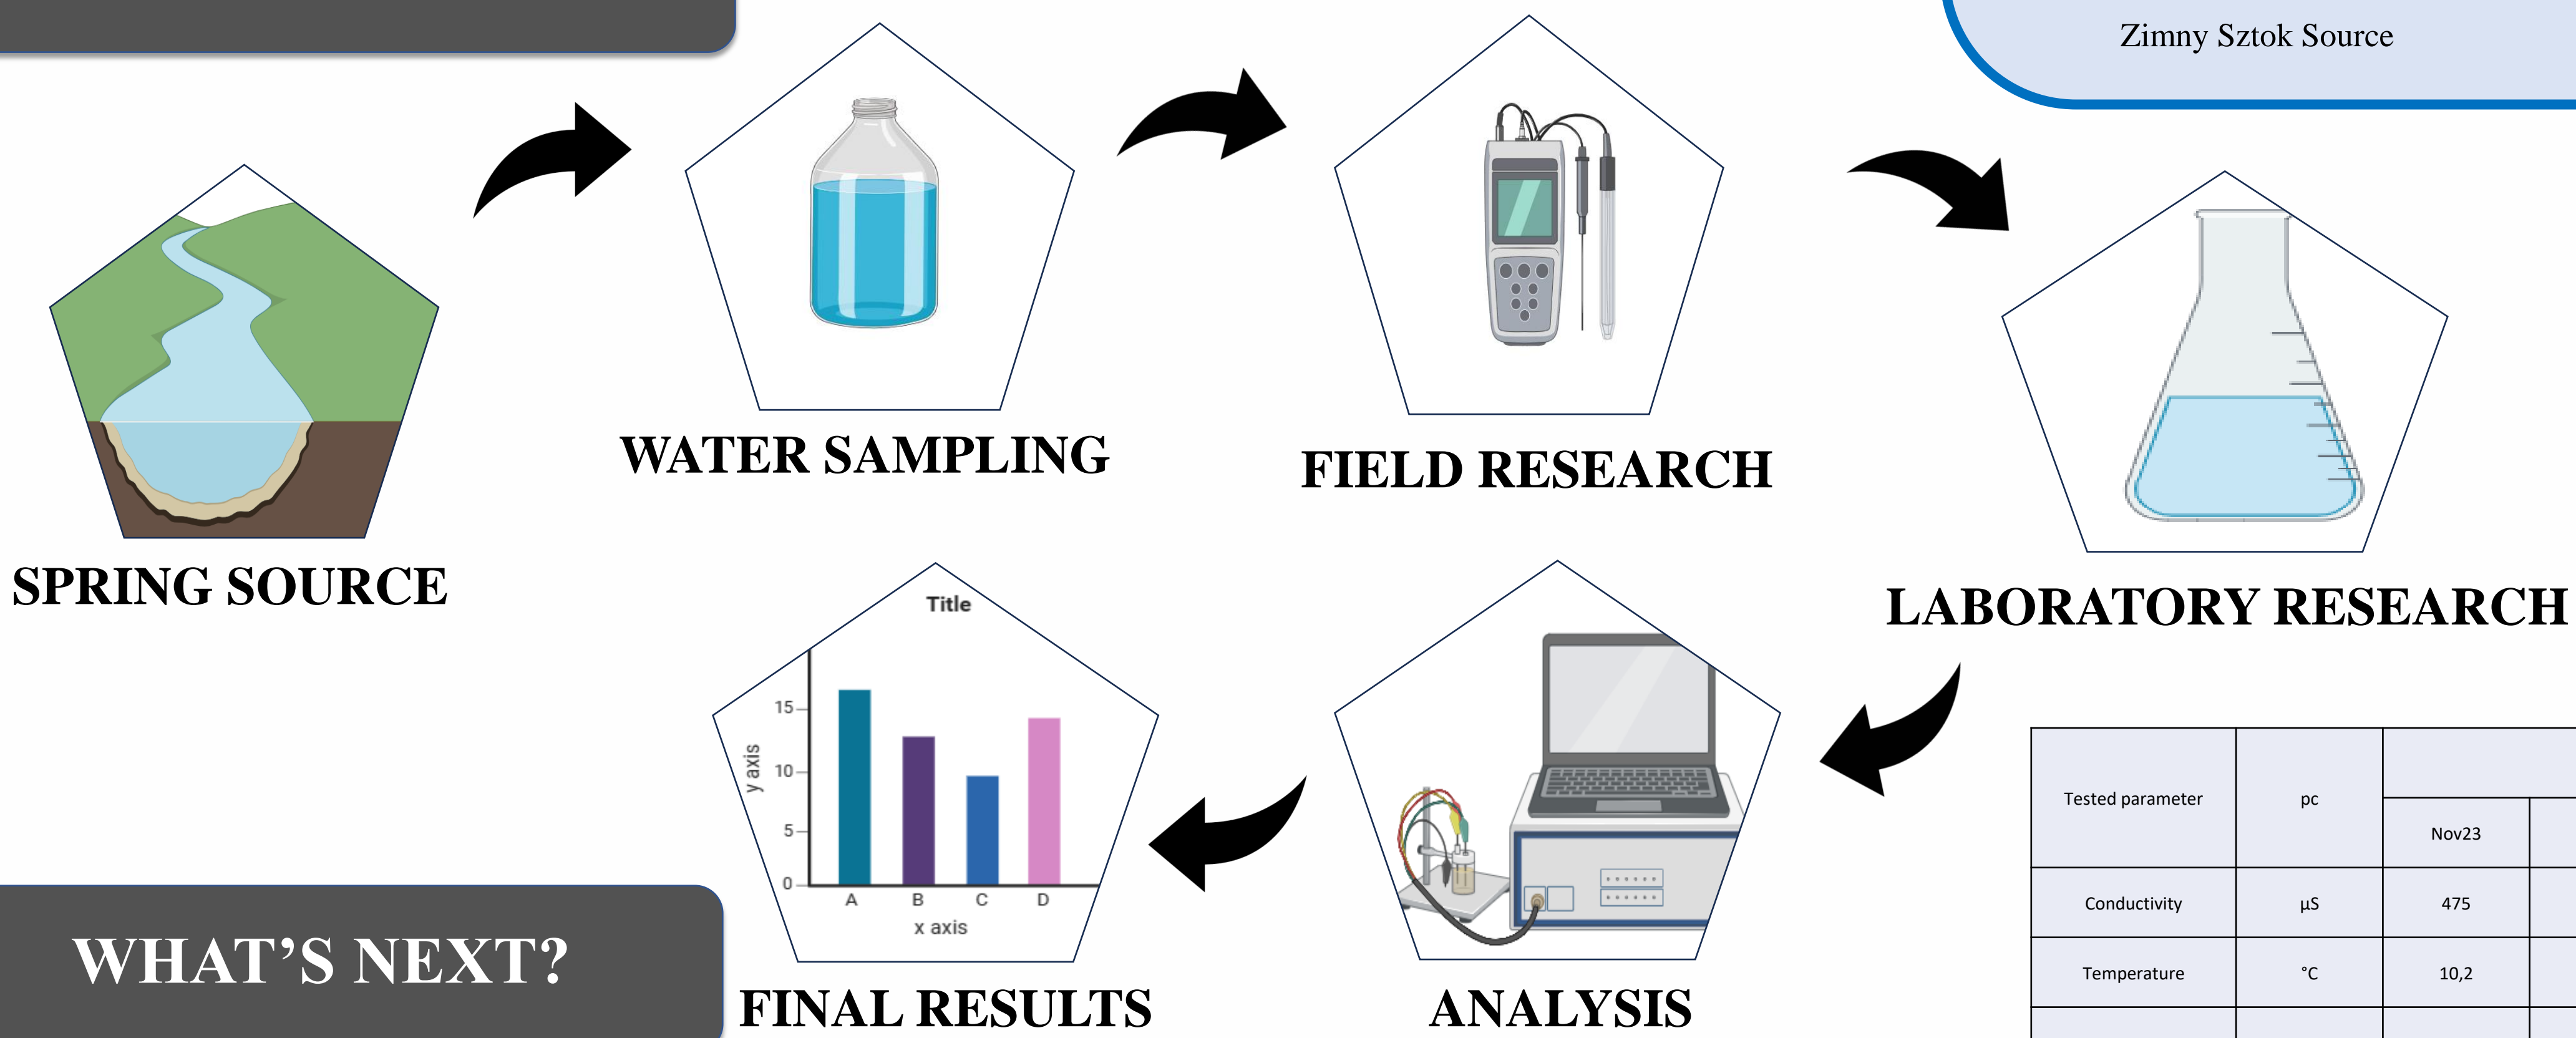 Zimny Sztok Source
WATER SAMPLING
FIELD RESEARCH
SPRING SOURCE
LABORATORY RESEARCH
Title
15
10
5
0
y axis
A B C D
x axis
FINAL RESULTS
ANALYSIS
WHAT’S NEXT?
Tested parameter pc
Nov23
Conductivity µS 475
Temperature °C 10,2